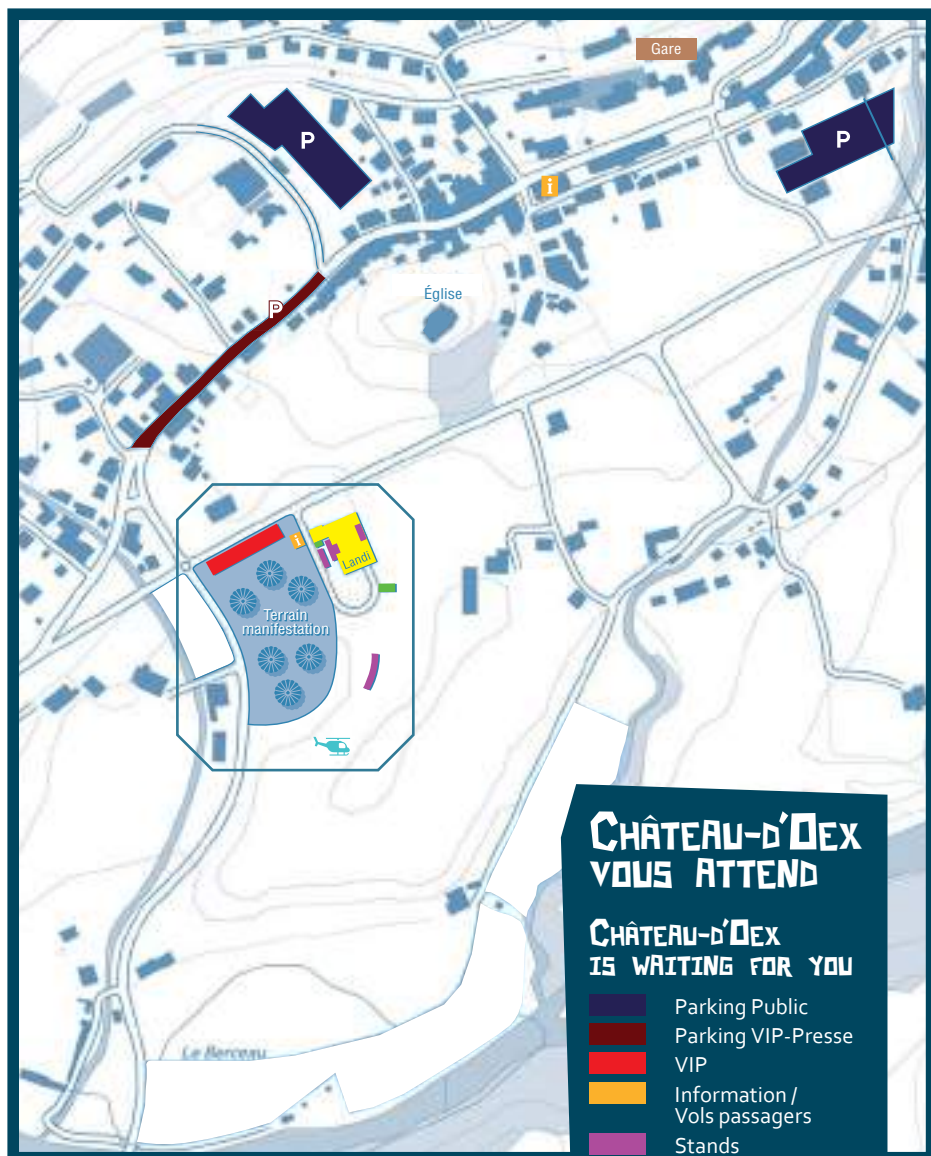 Gare
P
P
i
Église
P
i
Landi
Terrain
manifestation
Le Berceau
CHÂTEAU-D'OEX
VOUS ATTEND
CHÂTEAU-D'OEX
IS WAITING FOR YOU
Parking Public
Parking VIP-Presse
VIP
Information /
Vols passagers
Stands